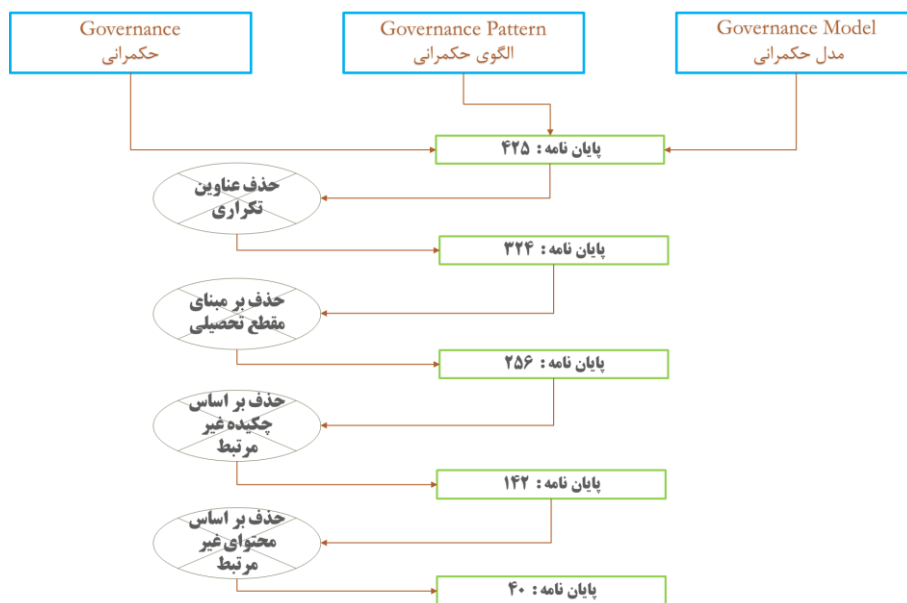 Governance
حکمرانی
Governance Pattern
الگوی حکمرانی
Governance Model
مدل حکمرانی
پایان نامه : ۴۲۵
حذف عناوین
تکراری
پایان نامه : ۳۲۴
حذف بر مبنای
مقطع تحصیلی
پایان نامه : ۲۵۶
حذف بر اساس
چکیده غیر
مرتبط
پایان نامه : ۱۴۲
حذف بر اساس
محتوای غیر
مرتبط
پایان نامه : ۴۰